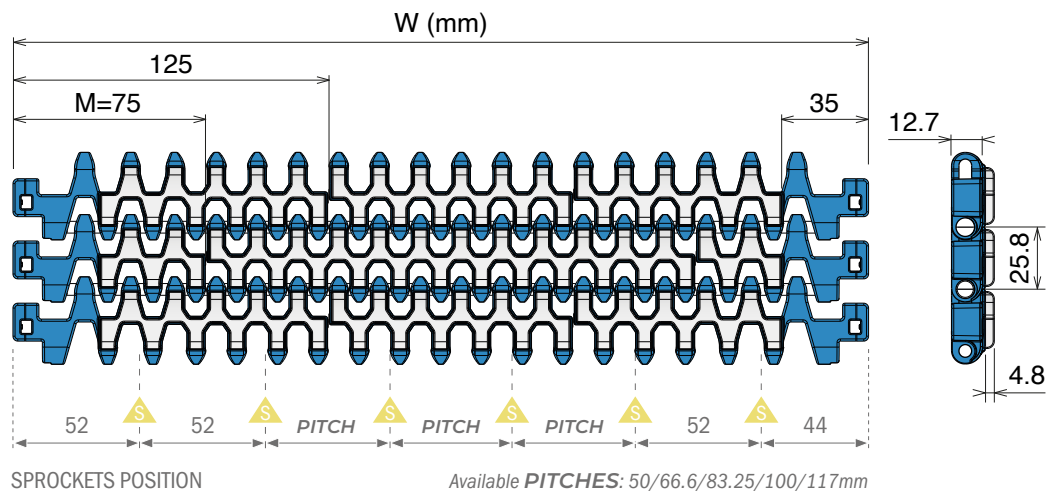 W (mm)
125
M=75
35
12.7
25.8
4.8
S S S S S S
52 52 PITCH PITCH PITCH 52 44
SPROCKETS POSITION
Available PITCHES: 50/66.6/83.25/100/117mm